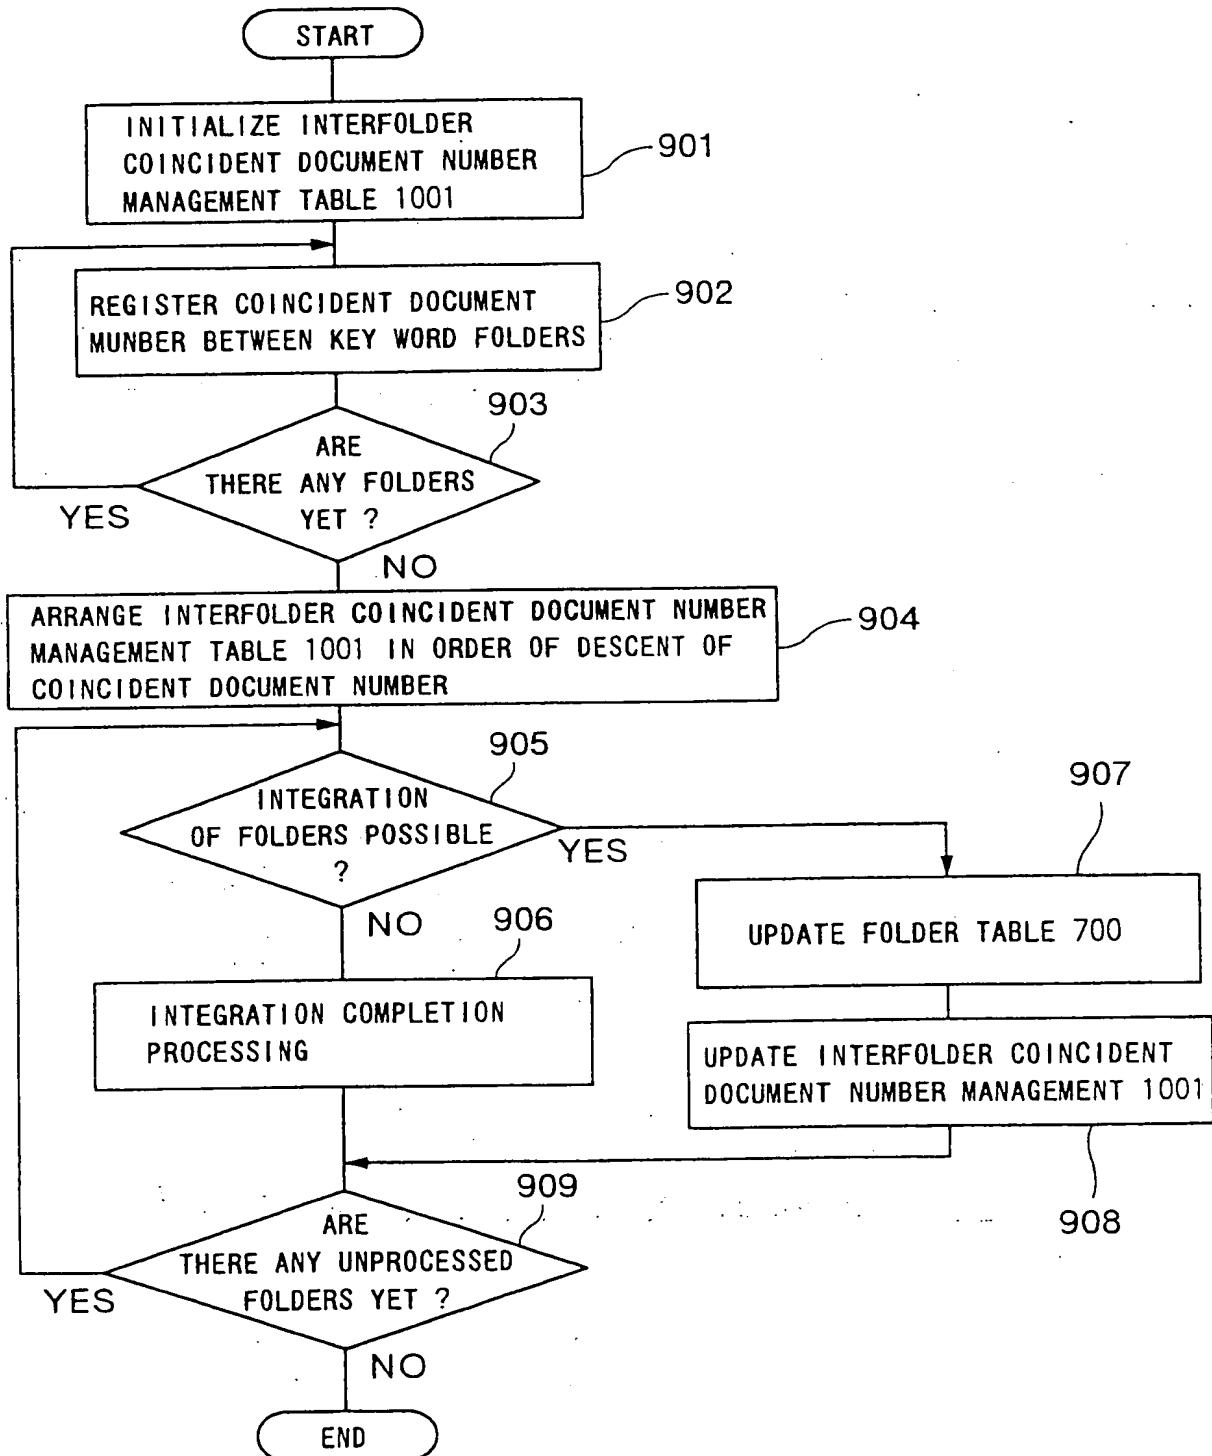 START
INITIALIZE INTERFOLDER
COINCIDENT DOCUMENT NUMBER
MANAGEMENT TABLE 1001
901
REGISTER COINCIDENT DOCUMENT
MUNBER BETWEEN KEY WORD FOLDERS
902
903
ARE
THERE ANY FOLDERS
YET ?
YES
NO
ARRANGE INTERFOLDER COINCIDENT DOCUMENT NUMBER
MANAGEMENT TABLE 1001 IN ORDER OF DESCENT OF
COINCIDENT DOCUMENT NUMBER
904
905
INTEGRATION
OF FOLDERS POSSIBLE
?
YES
NO
906
INTEGRATION COMPLETION
PROCESSING
907
UPDATE FOLDER TABLE 700
UPDATE INTERFOLDER COINCIDENT
DOCUMENT NUMBER MANAGEMENT 1001
908
909
ARE
THERE ANY UNPROCESSED
FOLDERS YET ?
YES
NO
END